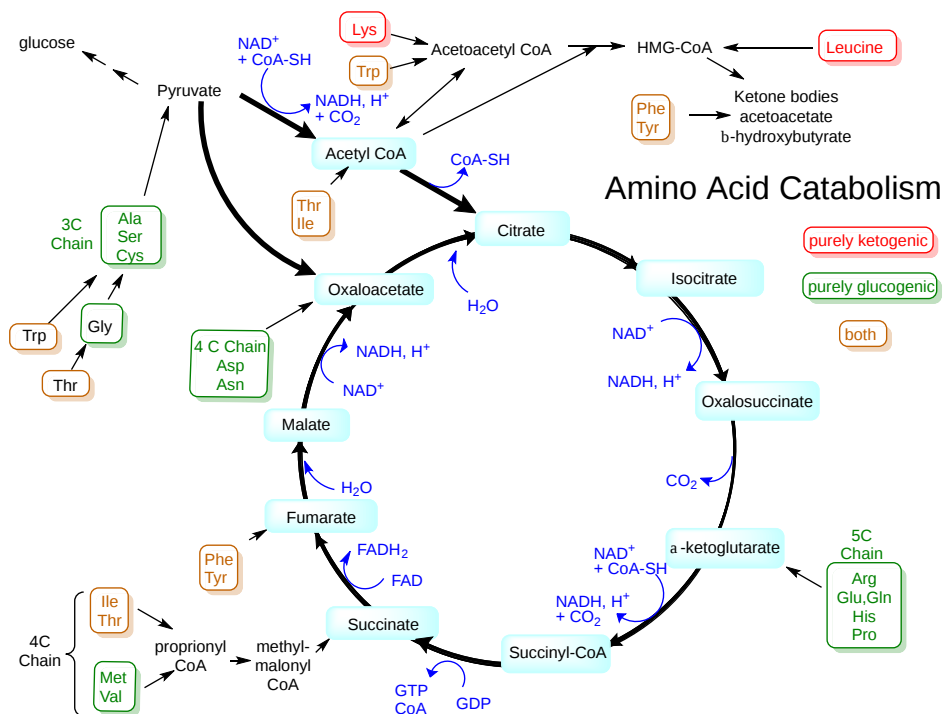 glucose
NAD+
+ CoA-SH
Pyruvate
NADH, H+
+ CO2
Lys
Trp
Acetoacetyl CoA
HMG-CoA
Leucine
Phe
Tyr
Ketone bodies
acetoacetate
b-hydroxybutyrate
Acetyl CoA
CoA-SH
Amino Acid Catabolism
Thr
Ile
3C
Chain
Ala
Ser
Cys
Citrate
purely ketogenic
Isocitrate
purely glucogenic
Oxaloacetate
H2O
Trp
Gly
Thr
4 C Chain
Asp
Asn
NADH, H+
NAD+
NAD+
NADH, H+
both
Oxalosuccinate
Malate
CO2
H2O
Fumarate
Phe
Tyr
FADH2
FAD
a -ketoglutarate
NAD+
+ CoA-SH
NADH, H+
+ CO2
5C
Chain
Arg
Glu,Gln
His
Pro
4C
Chain
Ile
Thr
Met
Val
proprionyl
CoA
methyl-
malonyl
CoA
Succinate
Succinyl-CoA
GTP
CoA
GDP